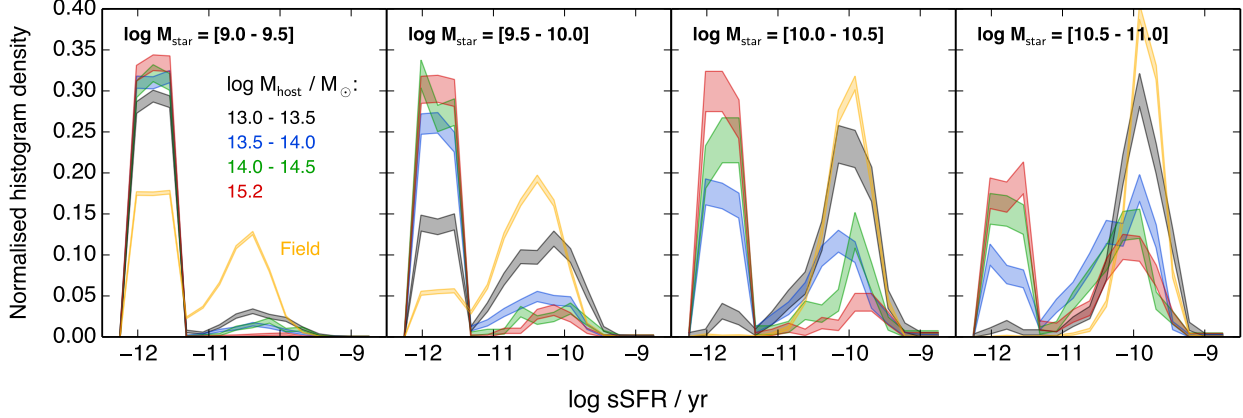 Normalised histogram density
0.40
0.35
0.30
0.25
0.20
0.15
0.10
0.05
0.00
log Mstar = [9.0 - 9.5]
log Mhost / M☉:
13.0 - 13.5
13.5 - 14.0
14.0 - 14.5
15.2
Field
log Mstar = [9.5 - 10.0]
log Mstar = [10.0 - 10.5]
log Mstar = [10.5 - 11.0]
−12 −11 −10 −9
−12 −11 −10 −9
−12 −11 −10 −9
−12 −11 −10 −9
log sSFR / yr